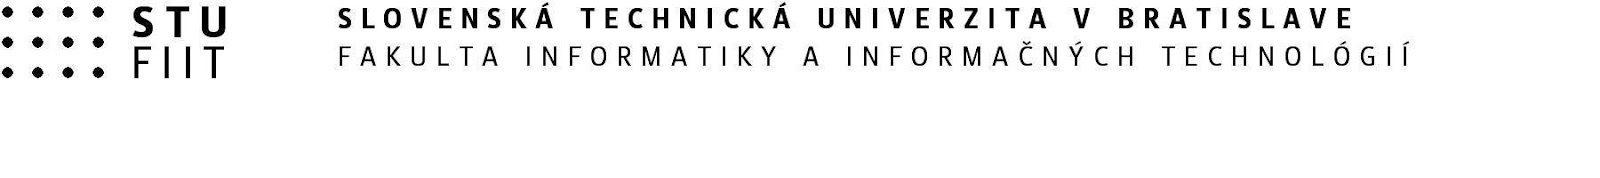 STU
FIIT
SLOVENSKÁ TECHNICKÁ UNIVERZITA V BRATISLAVE
FAKULTA INFORMATIKY A INFORMAČNÝCH TECHNOLÓGIÍ